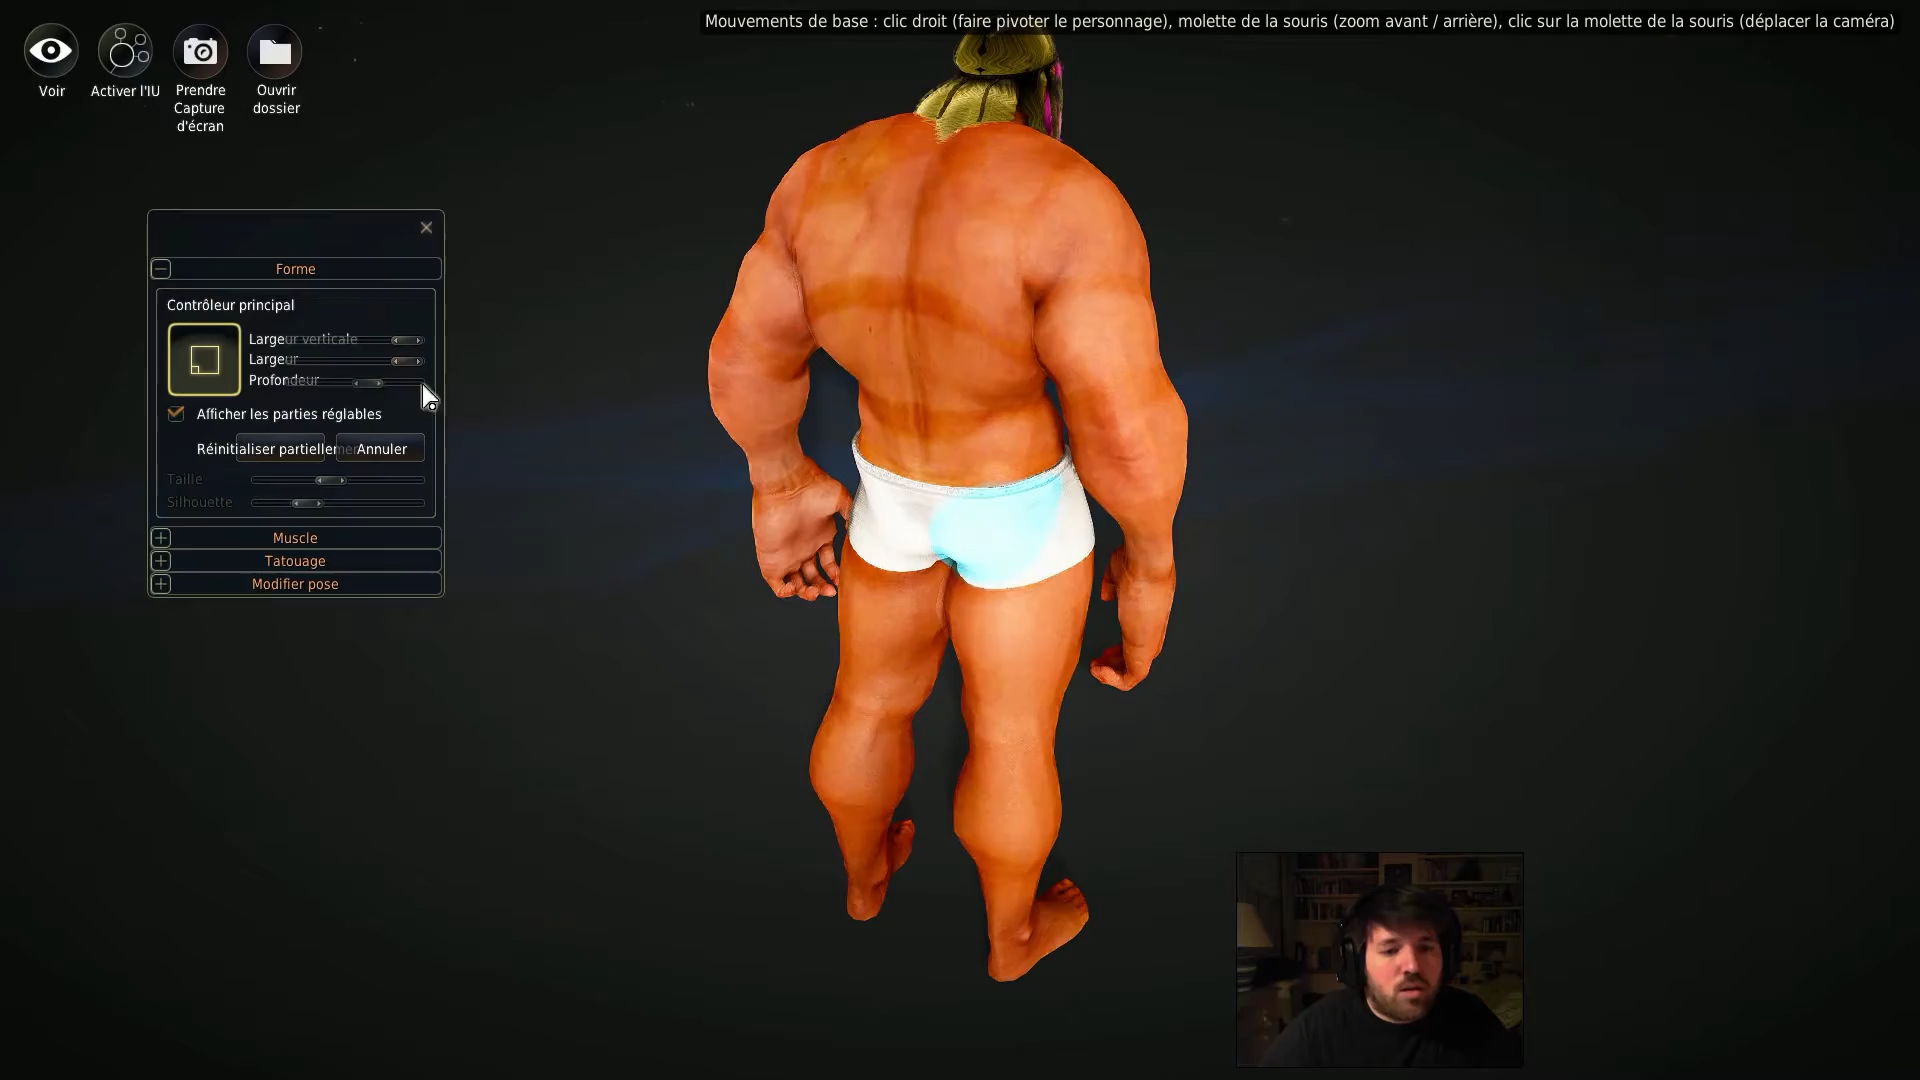 Mouvements de base : clic droit (faire pivoter le personnage), molette de la souris (zoom avant / arrière), clic sur la molette de la souris (déplacer la caméra)
Voir
Activer l'IU
Prendre
Capture
d'écran
Ouvrir
dossier
Forme
Contrôleur principal
Largeur verticale
Largeur
Profondeur
Afficher les parties réglables
Réinitialiser partiellemen
Annuler
Taille
Silhouette
Muscle
Tatouage
Modifier pose